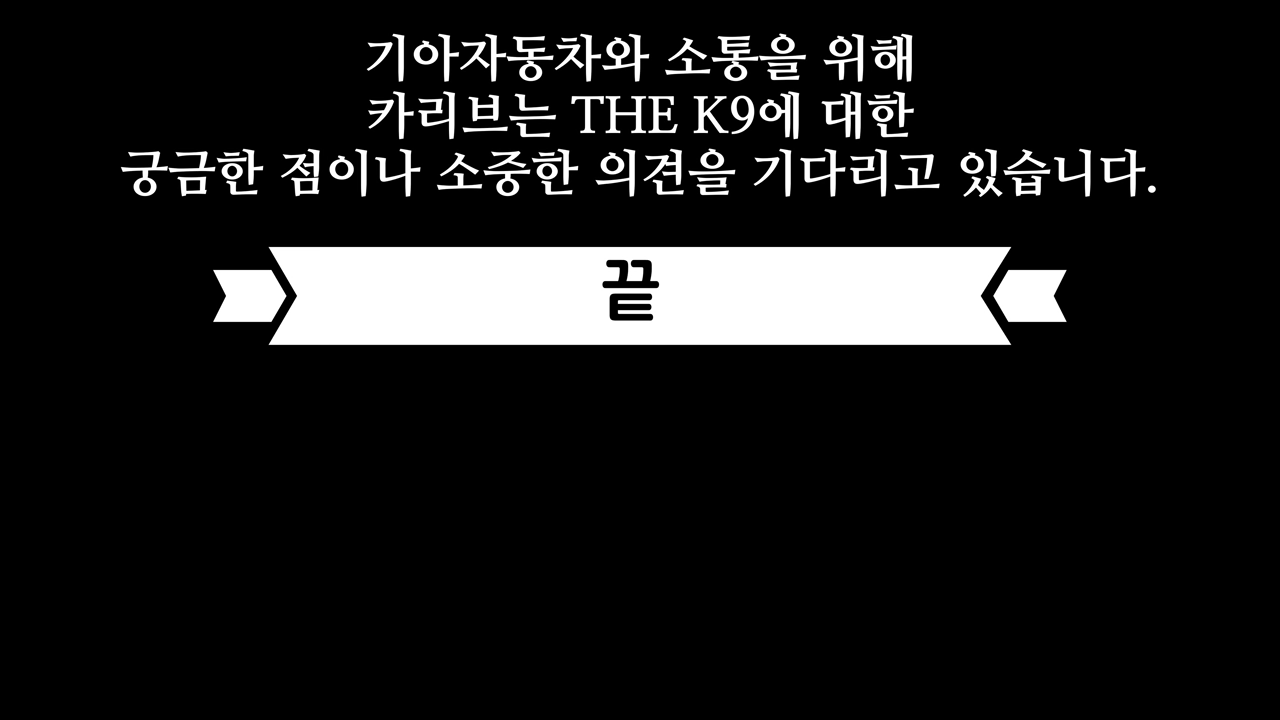 기아자동차와 소통을 위해
카리브는 THE K9에 대한
궁금한 점이나 소중한 의견을 기다리고 있습니다.
끝